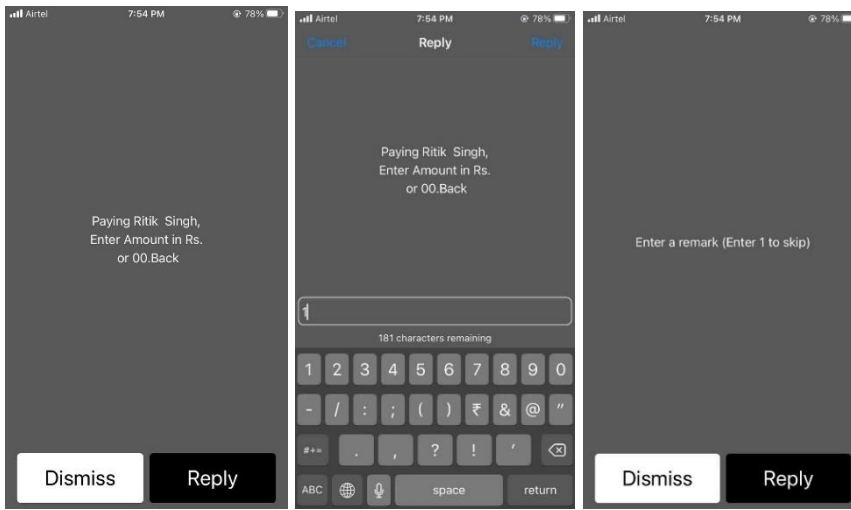 Airtel 7:54 PM 78%
Paying Ritik Singh,
Enter Amount in Rs.
or 00.Back
Dismiss Reply
Airtel 7:54 PM 78%
Cancel Reply Reply
Paying Ritik Singh,
Enter Amount in Rs.
or 00.Back
1
181 characters remaining
1 2 3 4 5 6 7 8 9 0
- / : ; ( ) ₹ & @ "
#+= . , ? ! '
ABC space return
Airtel 7:54 PM 78%
Enter a remark (Enter 1 to skip)
Dismiss Reply